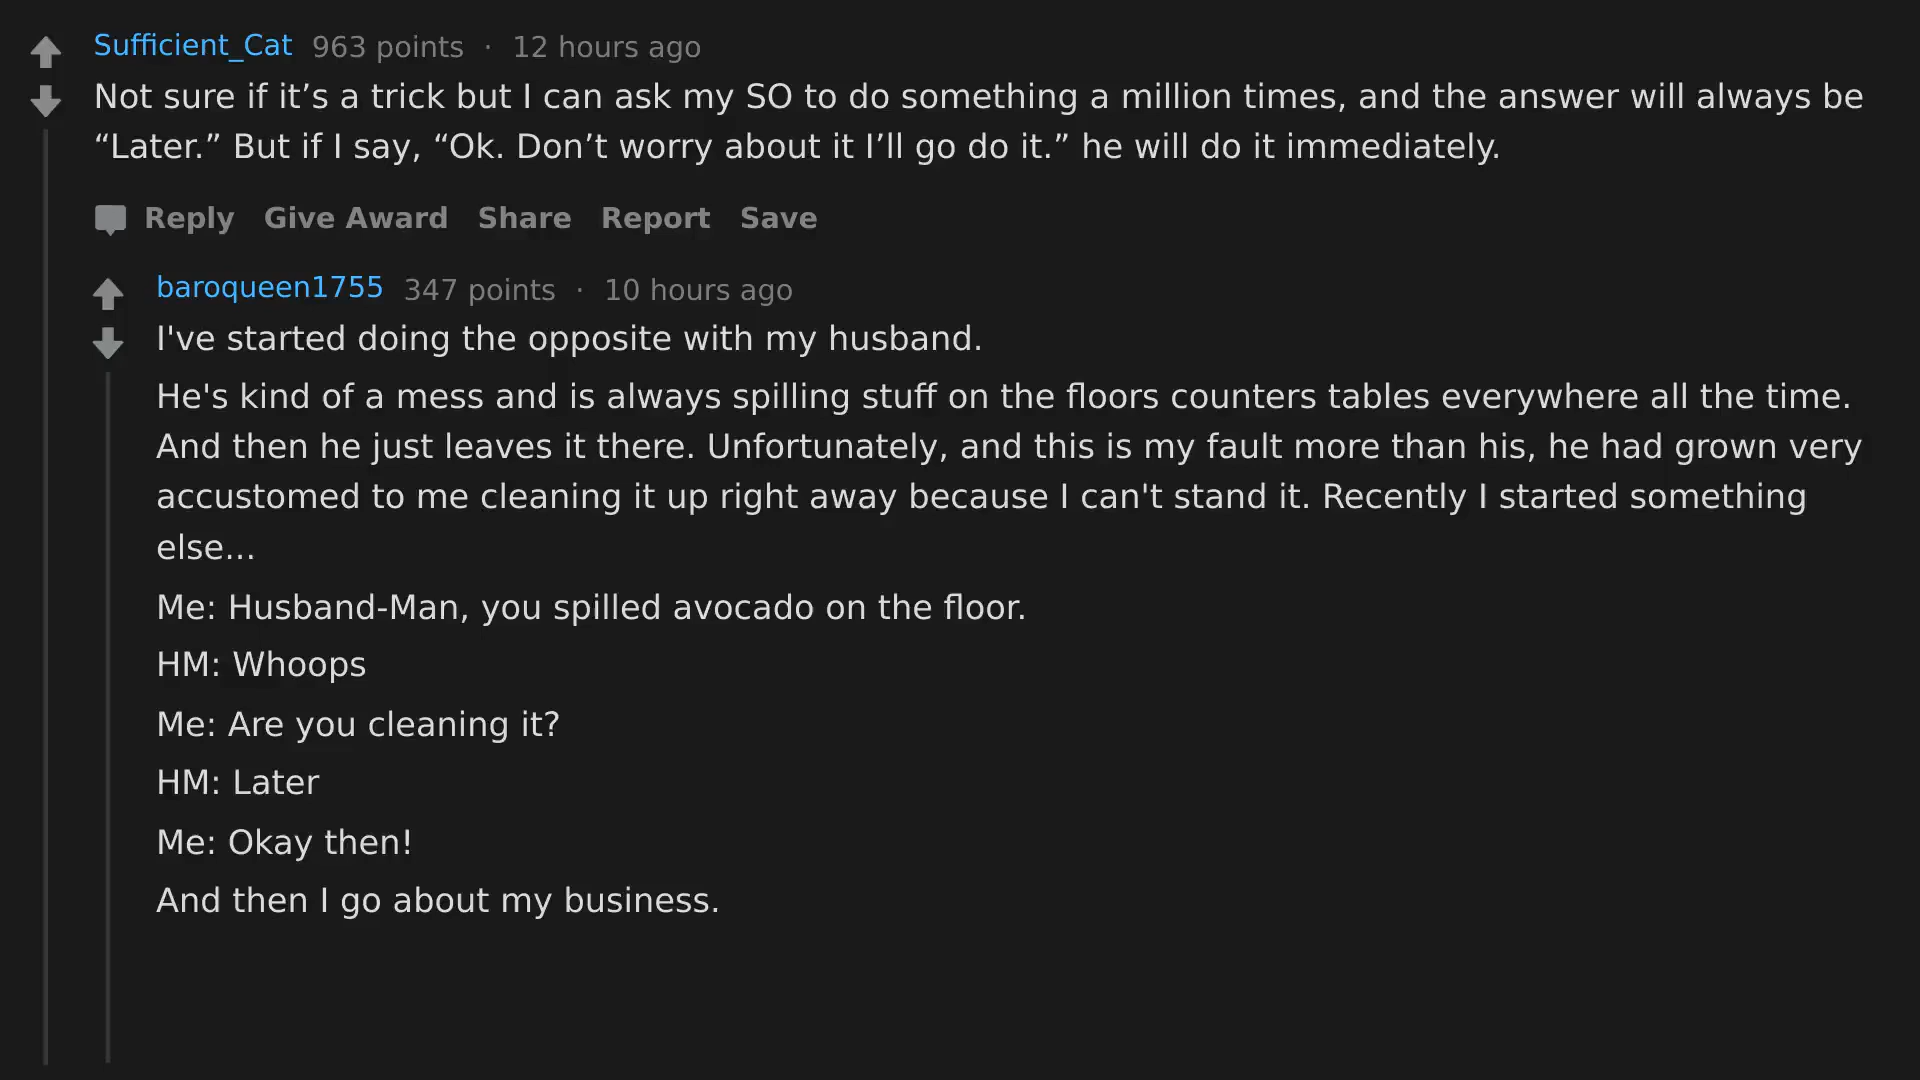 Sufficient_Cat 963 points · 12 hours ago
Not sure if it’s a trick but I can ask my SO to do something a million times, and the answer will always be
“Later.” But if I say, “Ok. Don’t worry about it I’ll go do it.” he will do it immediately.
Reply Give Award Share Report Save
baroqueen1755 347 points · 10 hours ago
I've started doing the opposite with my husband.
He's kind of a mess and is always spilling stuff on the floors counters tables everywhere all the time.
And then he just leaves it there. Unfortunately, and this is my fault more than his, he had grown very
accustomed to me cleaning it up right away because I can't stand it. Recently I started something
else...
Me: Husband-Man, you spilled avocado on the floor.
HM: Whoops
Me: Are you cleaning it?
HM: Later
Me: Okay then!
And then I go about my business.